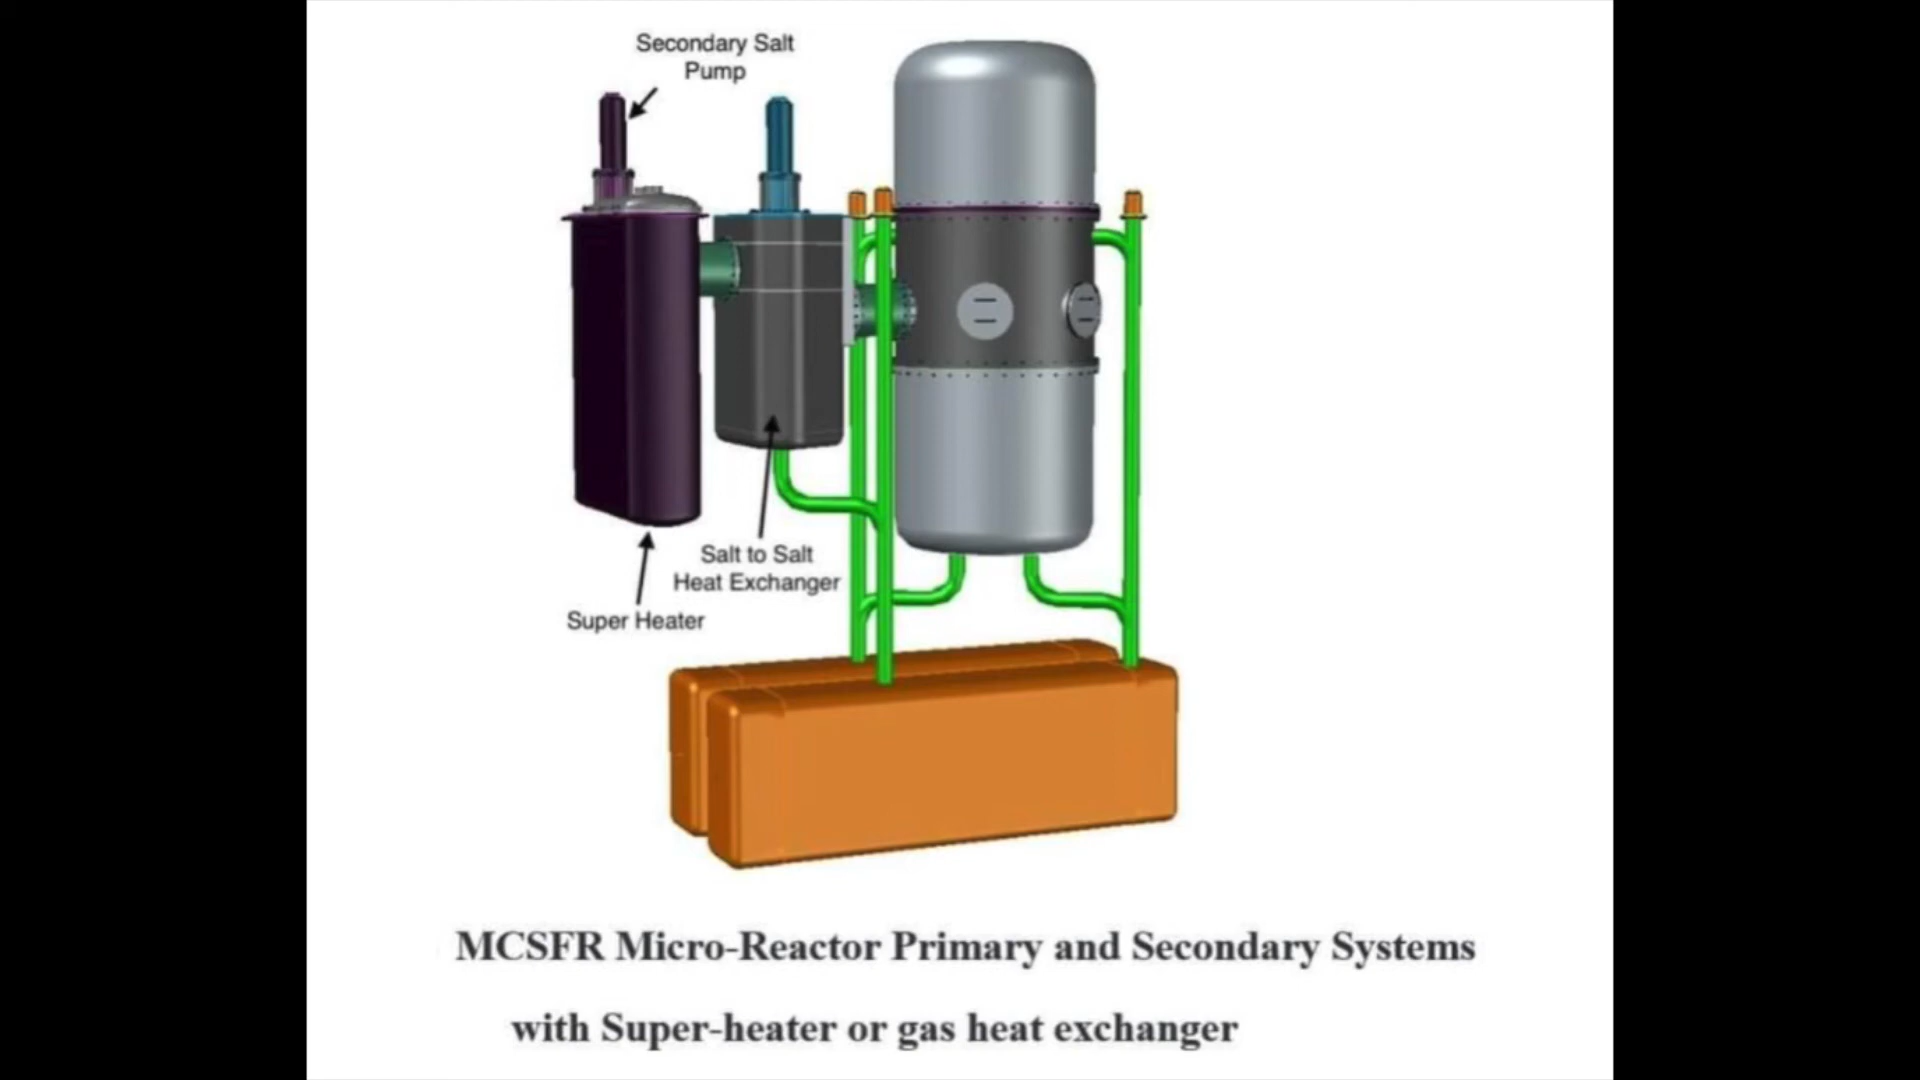 Secondary Salt
Pump
Salt to Salt
Heat Exchanger
Super Heater
MCSFR Micro-Reactor Primary and Secondary Systems
with Super-heater or gas heat exchanger